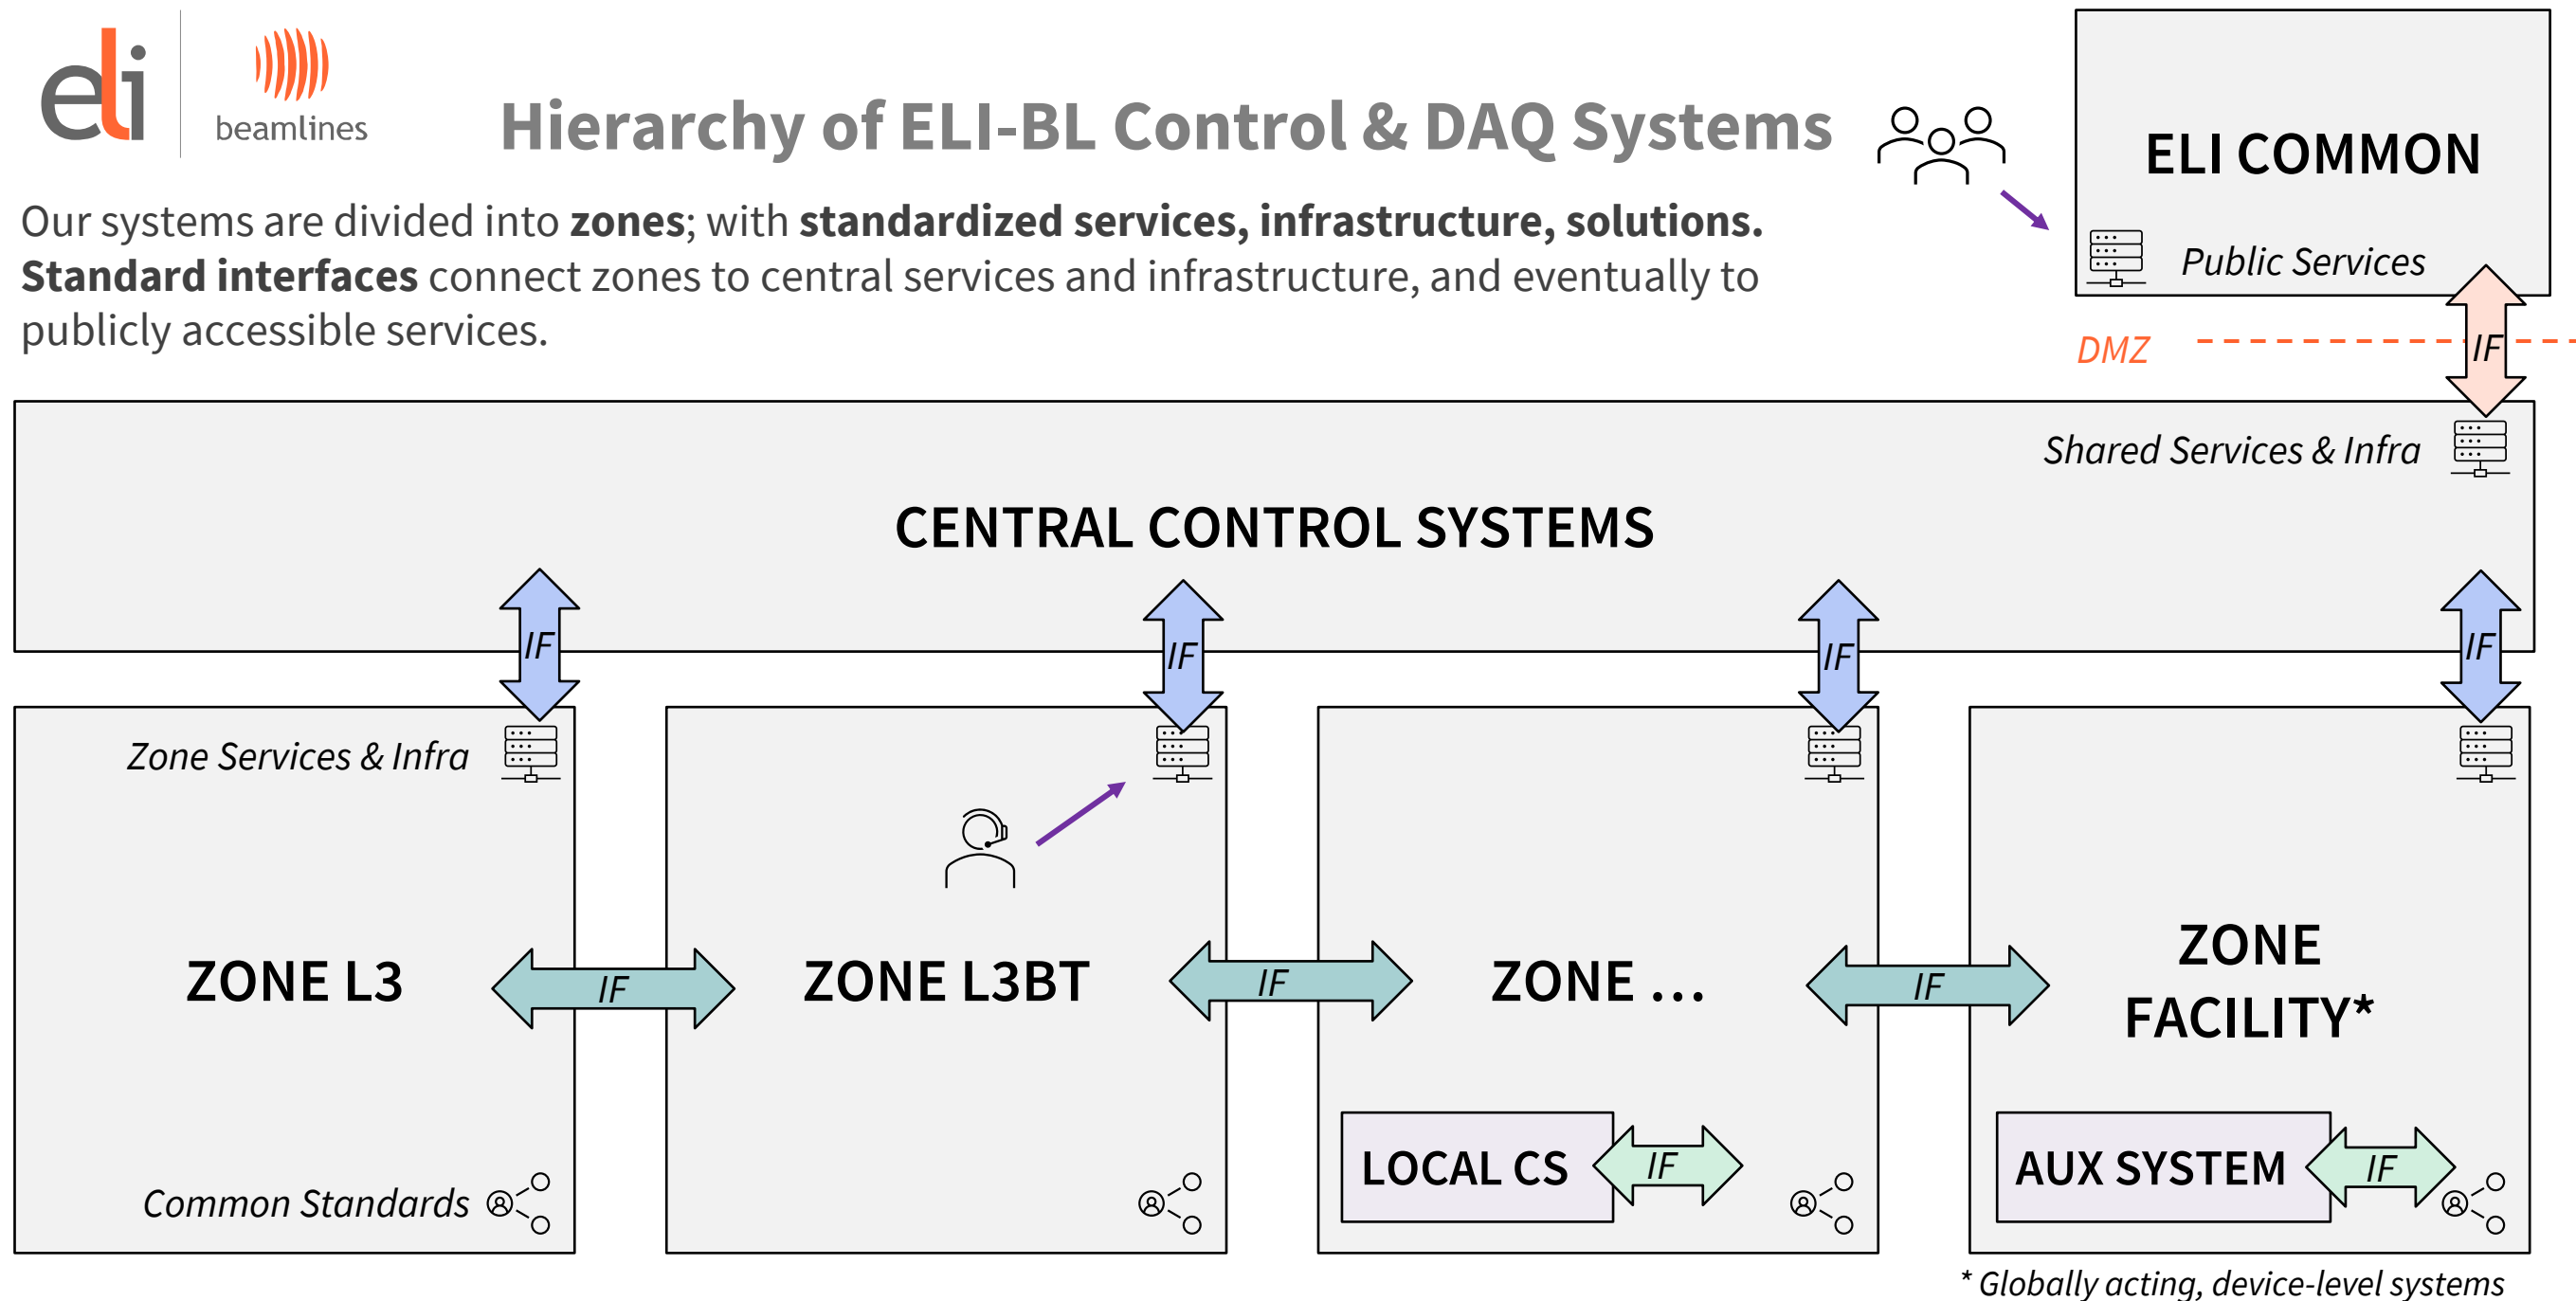 eli
beamlines
Hierarchy of ELI-BL Control & DAQ Systems
Our systems are divided into zones; with standardized services, infrastructure, solutions.
Standard interfaces connect zones to central services and infrastructure, and eventually to
publicly accessible services.
ELI COMMON
Public Services
DMZ
IF
Shared Services & Infra
CENTRAL CONTROL SYSTEMS
IF
IF
IF
IF
Zone Services & Infra
ZONE L3
IF
ZONE L3BT
IF
ZONE ...
IF
ZONE
FACILITY*
Common Standards
LOCAL CS
IF
AUX SYSTEM
IF
* Globally acting, device-level systems